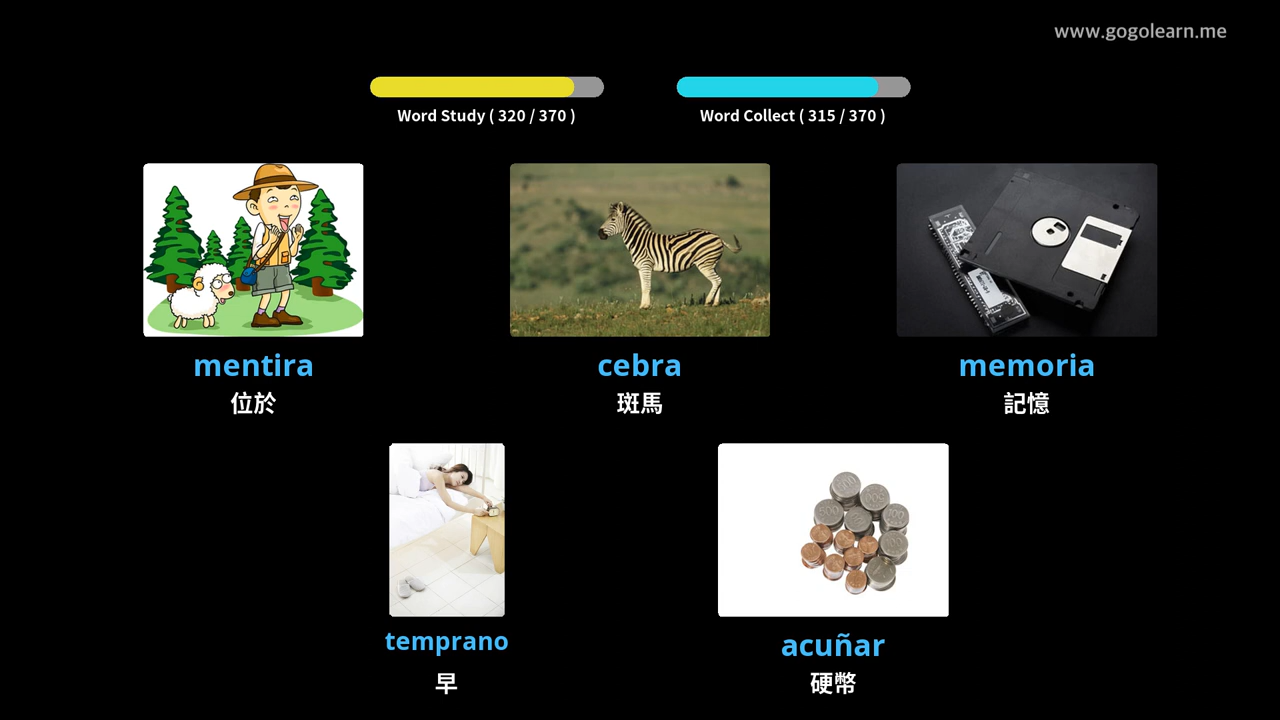 www.gogolearn.me
Word Study ( 320 / 370 )
Word Collect ( 315 / 370 )
mentira
位於
cebra
斑馬
memoria
記憶
temprano
早
acuñar
硬幣